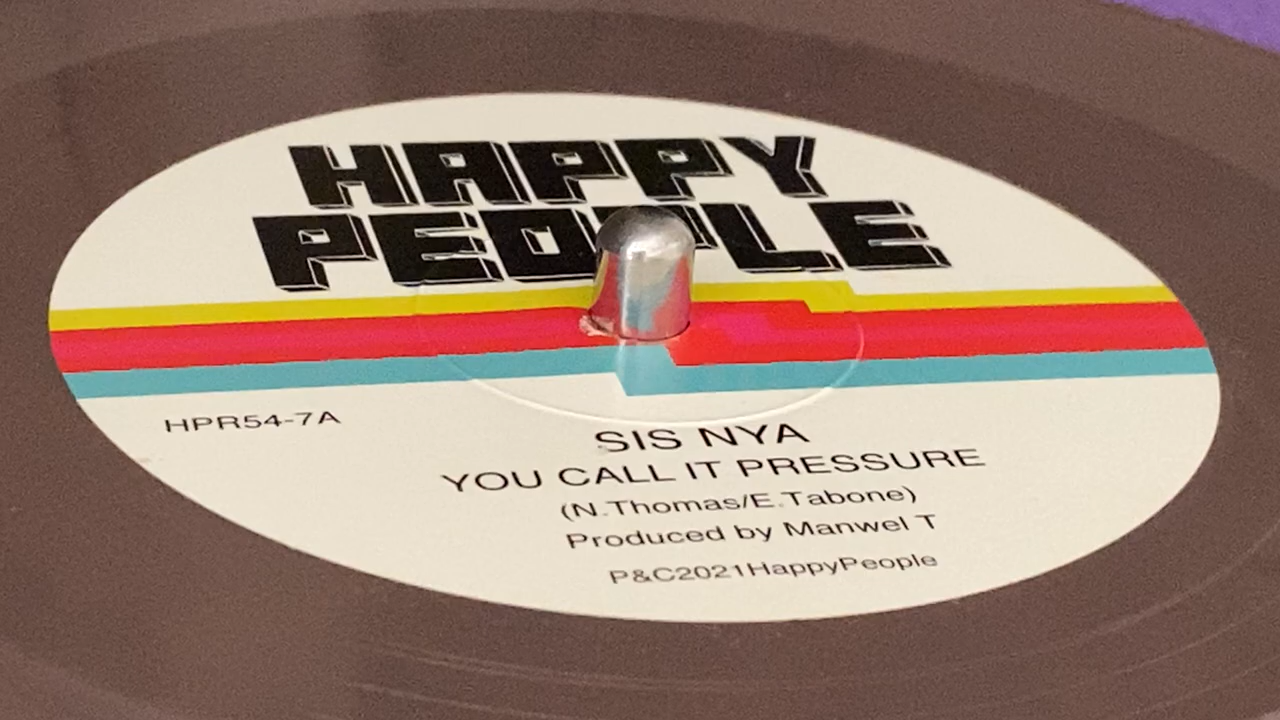 HAPPY
PEOPLE
HPR54-7A
SIS NYA
YOU CALL IT PRESSURE
(N.Thomas/E.Tabone)
Produced by Manwel T
P&C2021HappyPeople